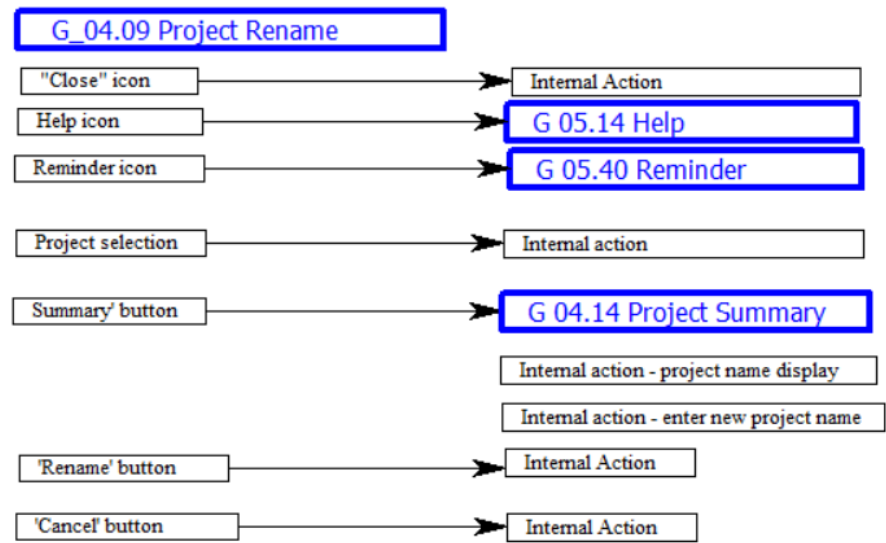 G_04.09 Project Rename
"Close" icon
Internal Action
Help icon
G 05.14 Help
Reminder icon
G 05.40 Reminder
Project selection
Internal action
Summary' button
G 04.14 Project Summary
Internal action - project name display
Internal action - enter new project name
'Rename' button
Internal Action
'Cancel' button
Internal Action